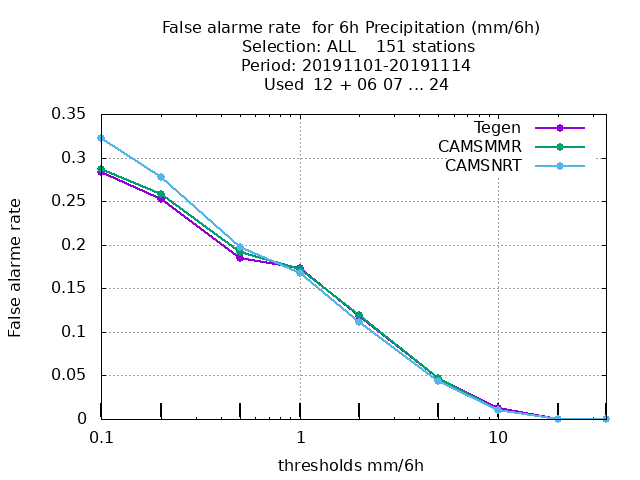 False alarme rate  for 6h Precipitation (mm/6h)
Selection: ALL    151 stations
Period: 20191101-20191114
Used  12 + 06 07 ... 24
0.35
0.3
0.25
0.2
0.15
0.1
0.05
0
False alarme rate
Tegen
CAMSMMR
CAMSNRT
0.1
1
10
thresholds mm/6h